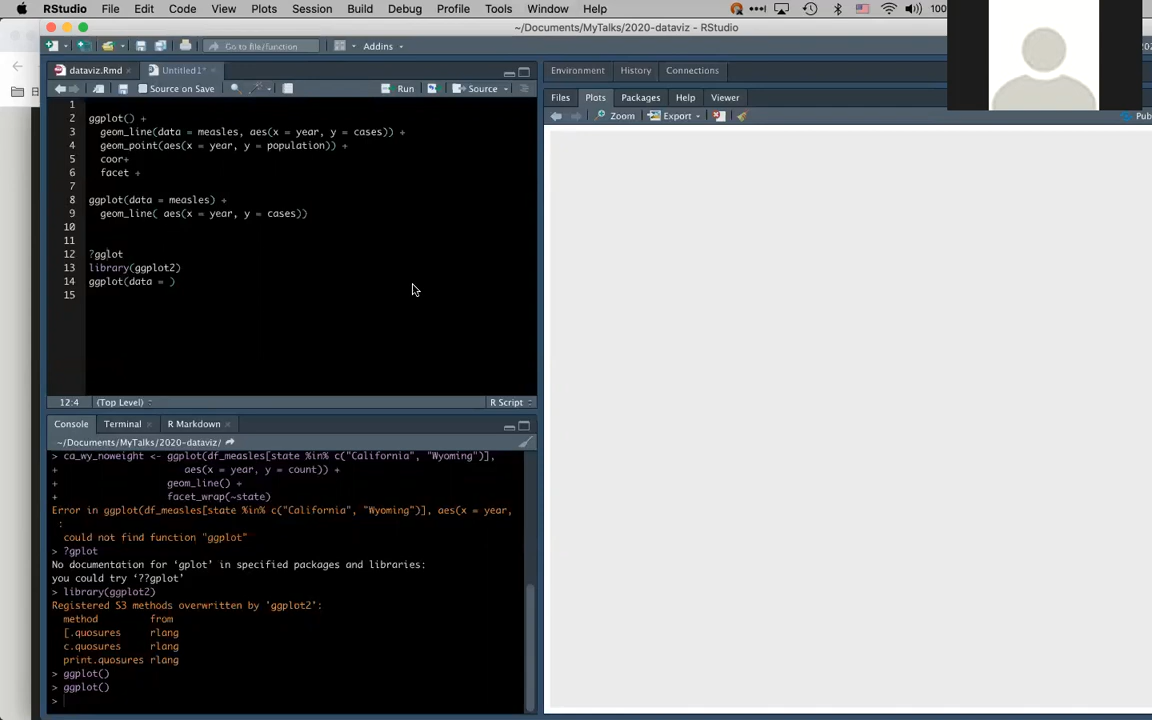 RStudio File Edit Code View Plots Session Build Debug Profile Tools Window Help 100
~/Documents/MyTalks/2020-dataviz - RStudio
Go to file/function Addins
dataviz.Rmd Untitled1*
Source on Save Run Source
1
2 ggplot() +
3 geom_line(data = measles, aes(x = year, y = cases)) +
4 geom_point(aes(x = year, y = population)) +
5 coor+
6 facet +
7
8 ggplot(data = measles) +
9 geom_line( aes(x = year, y = cases))
10
11
12 ?gglot
13 library(ggplot2)
14 ggplot(data = )
15
12:4 (Top Level) R Script
Console Terminal R Markdown
~/Documents/MyTalks/2020-dataviz/
> ca_wy_noweight <- ggplot(df_measles[state %in% c("California", "Wyoming")],
+ aes(x = year, y = count)) +
+ geom_line() +
+ facet_wrap(~state)
Error in ggplot(df_measles[state %in% c("California", "Wyoming")], aes(x = year,
:
could not find function "ggplot"
> ?gplot
No documentation for ‘gplot’ in specified packages and libraries:
you could try ‘??gplot’
> library(ggplot2)
Registered S3 methods overwritten by 'ggplot2':
method from
[.quosures rlang
c.quosures rlang
print.quosures rlang
> ggplot()
> ggplot()
>
Environment History Connections
Files Plots Packages Help Viewer
Zoom Export Pub